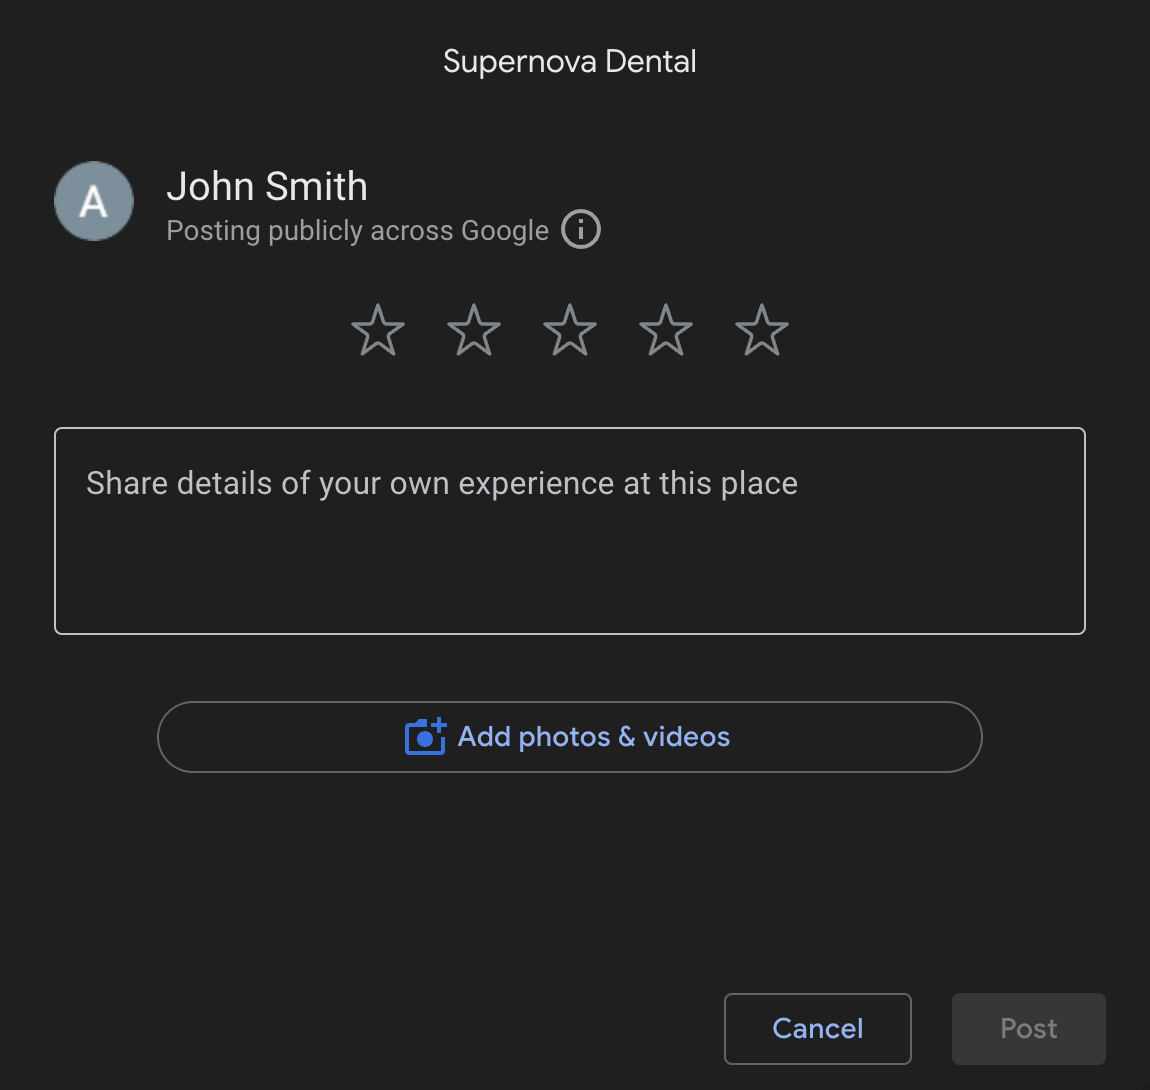 Supernova Dental
A
John Smith
Posting publicly across Google
Share details of your own experience at this place
Add photos & videos
Cancel
Post